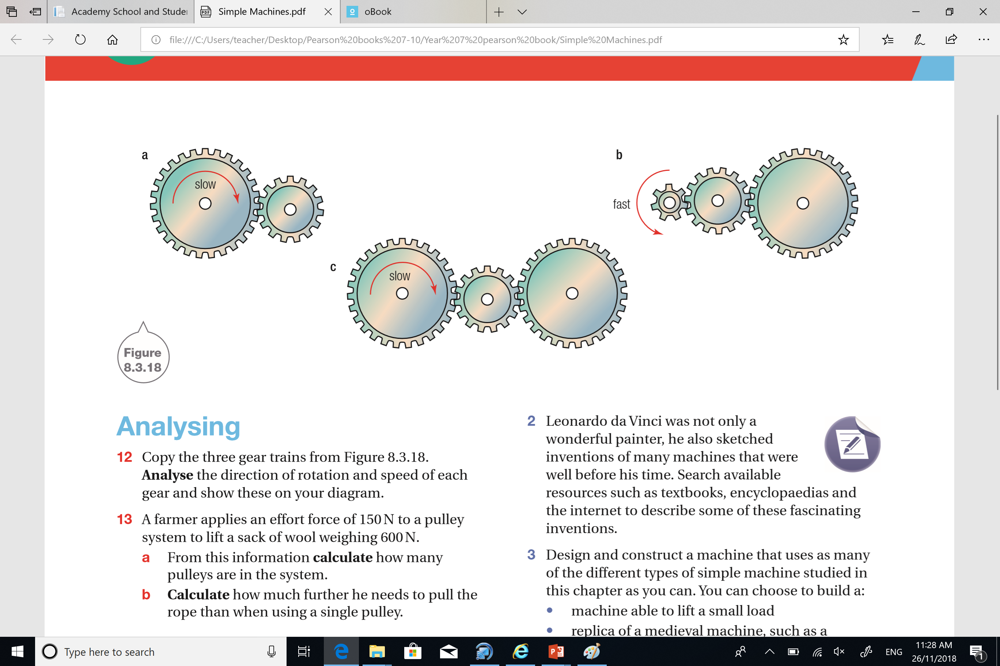 Academy School and Studer
Simple Machines.pdf
oBook
file:///C:/Users/teacher/Desktop/Pearson%20books%207-10/Year%207%20pearson%20book/Simple%20Machines.pdf
a
slow
b
fast
c
slow
Figure
8.3.18
Analysing
12 Copy the three gear trains from Figure 8.3.18.
Analyse the direction of rotation and speed of each
gear and show these on your diagram.
13 A farmer applies an effort force of 150 N to a pulley
system to lift a sack of wool weighing 600 N.
a From this information calculate how many
pulleys are in the system.
b Calculate how much further he needs to pull the
rope than when using a single pulley.
2 Leonardo da Vinci was not only a
wonderful painter, he also sketched
inventions of many machines that were
well before his time. Search available
resources such as textbooks, encyclopaedias and
the internet to describe some of these fascinating
inventions.
3 Design and construct a machine that uses as many
of the different types of simple machine studied in
this chapter as you can. You can choose to build a:
• machine able to lift a small load
• replica of a medieval machine, such as a
Type here to search
ENG
11:28 AM
26/11/2018
1